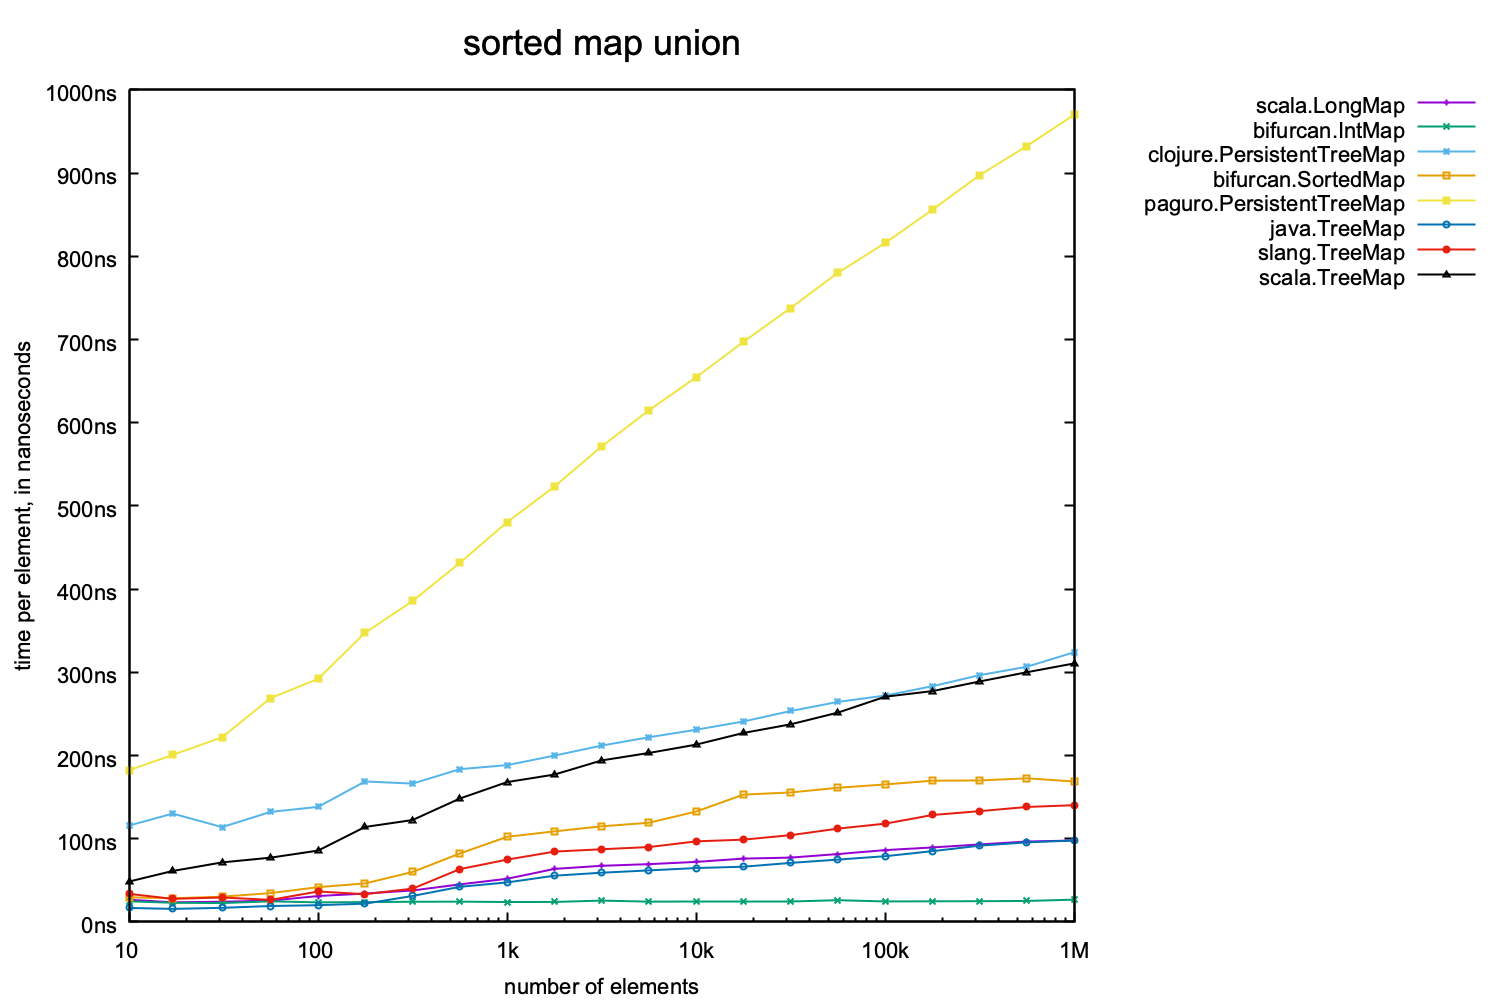 sorted map union
1000ns
900ns
800ns
700ns
600ns
500ns
400ns
300ns
200ns
100ns
0ns
time per element, in nanoseconds
10 100 1k 10k 100k 1M
number of elements
scala.LongMap
bifurcan.IntMap
clojure.PersistentTreeMap
bifurcan.SortedMap
paguro.PersistentTreeMap
java.TreeMap
slang.TreeMap
scala.TreeMap